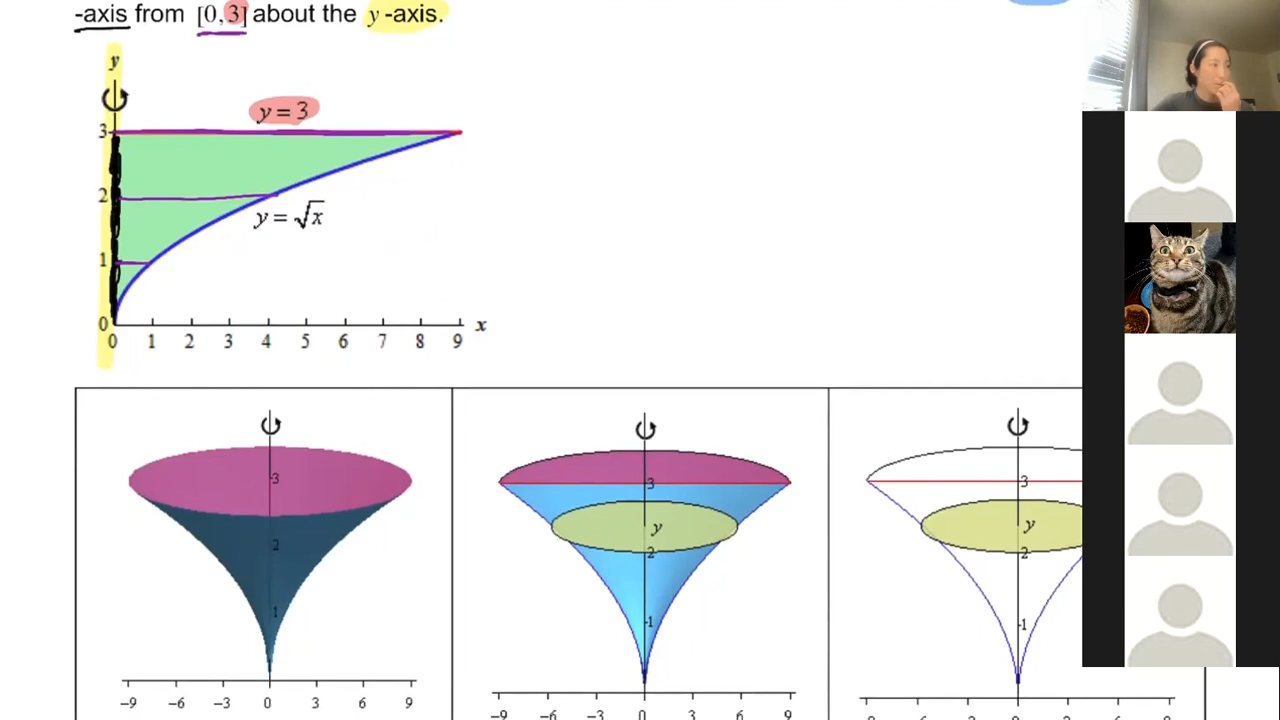 -axis from [0, 3] about the y-axis.
y
y = 3
3
2
y = √x
1
0
0 1 2 3 4 5 6 7 8 9 x
3
2
1
-9 -6 -3 0 3 6 9
3
y
2
1
-9 -6 -3 0 3 6 9
3
y
2
1